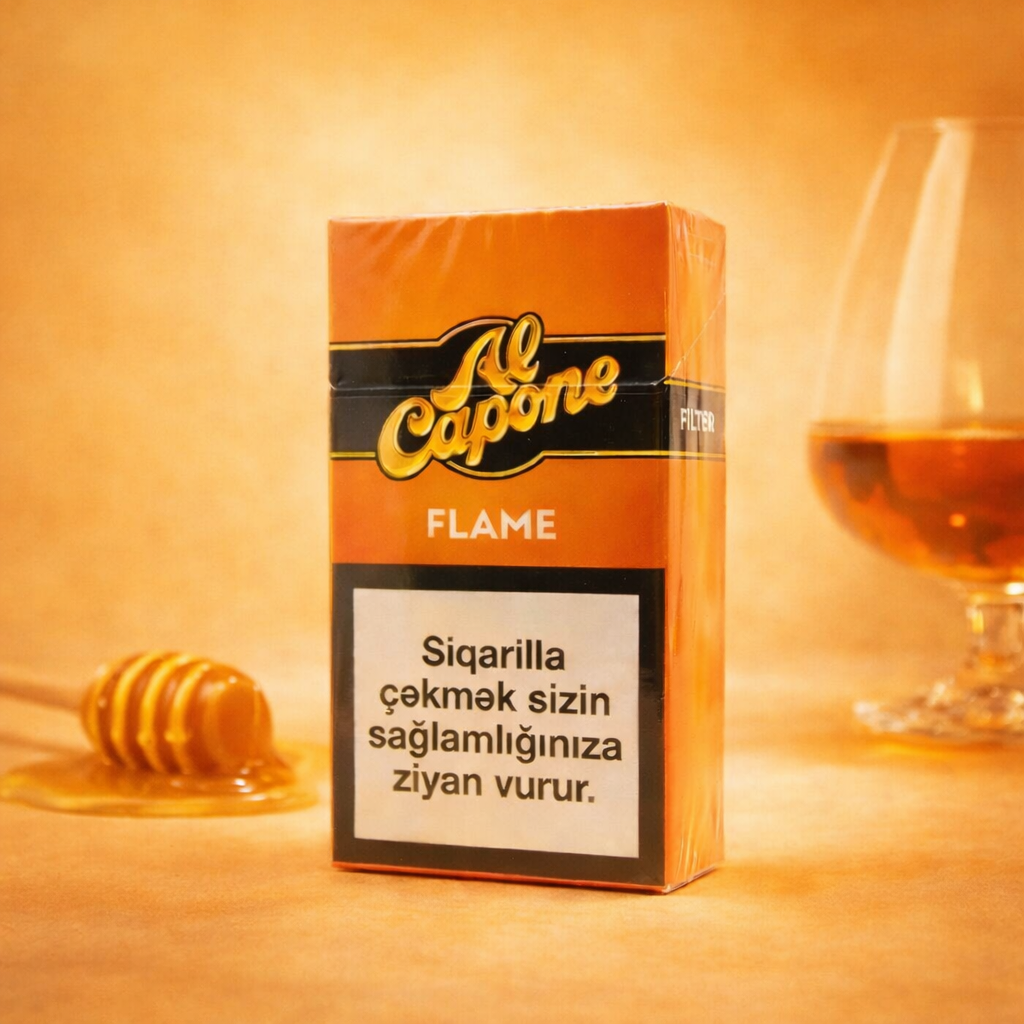 Al
Capone
FILTER
FLAME
Siqarilla
çəkmək sizin
sağlamlığınıza
ziyan vurur.